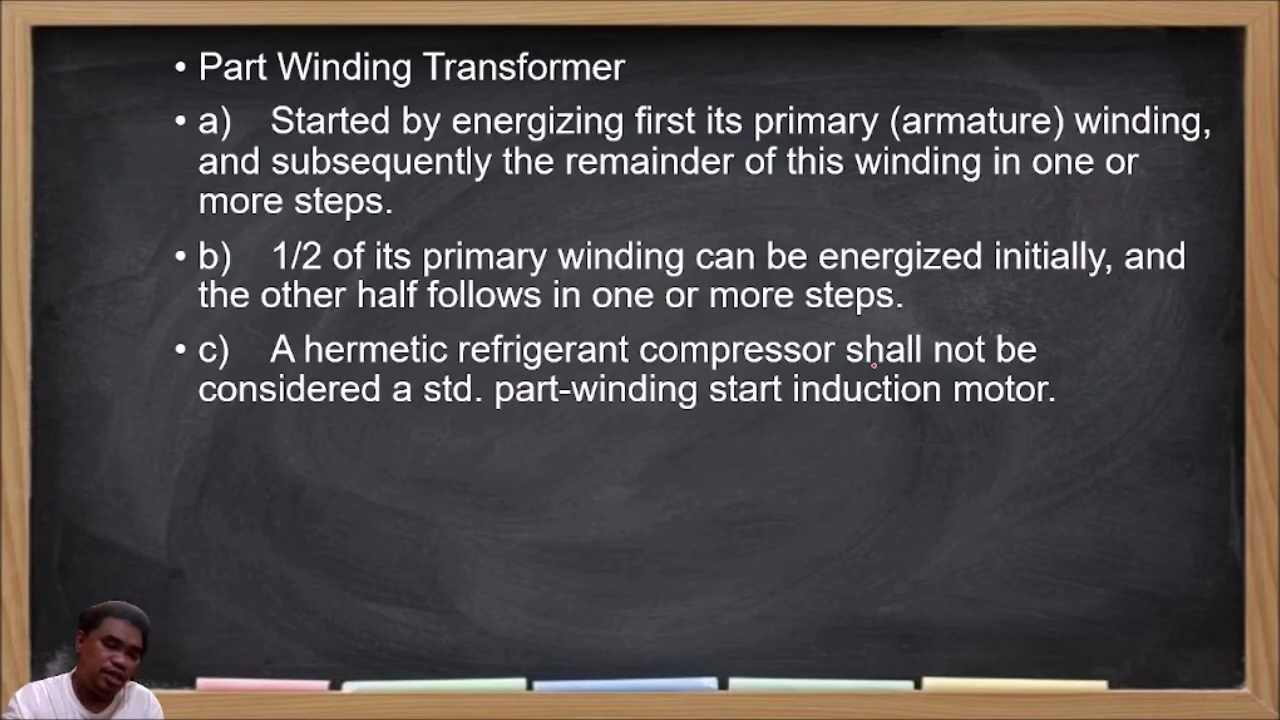 • Part Winding Transformer
• a) Started by energizing first its primary (armature) winding,
and subsequently the remainder of this winding in one or
more steps.
• b) 1/2 of its primary winding can be energized initially, and
the other half follows in one or more steps.
• c) A hermetic refrigerant compressor shall not be
considered a std. part-winding start induction motor.